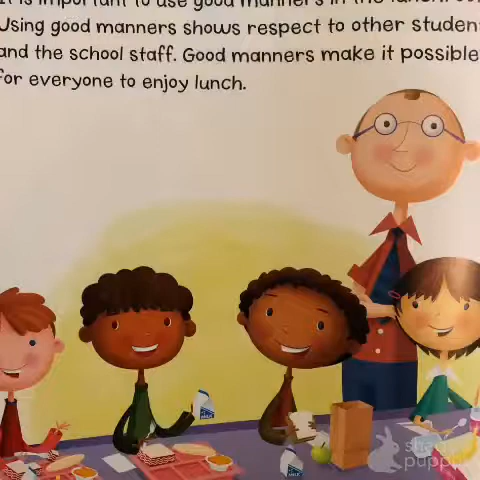 It is important to use good manners in the
Using good manners shows respect to other
and the school staff. Good manners make it possible
for everyone to enjoy lunch.
MILK